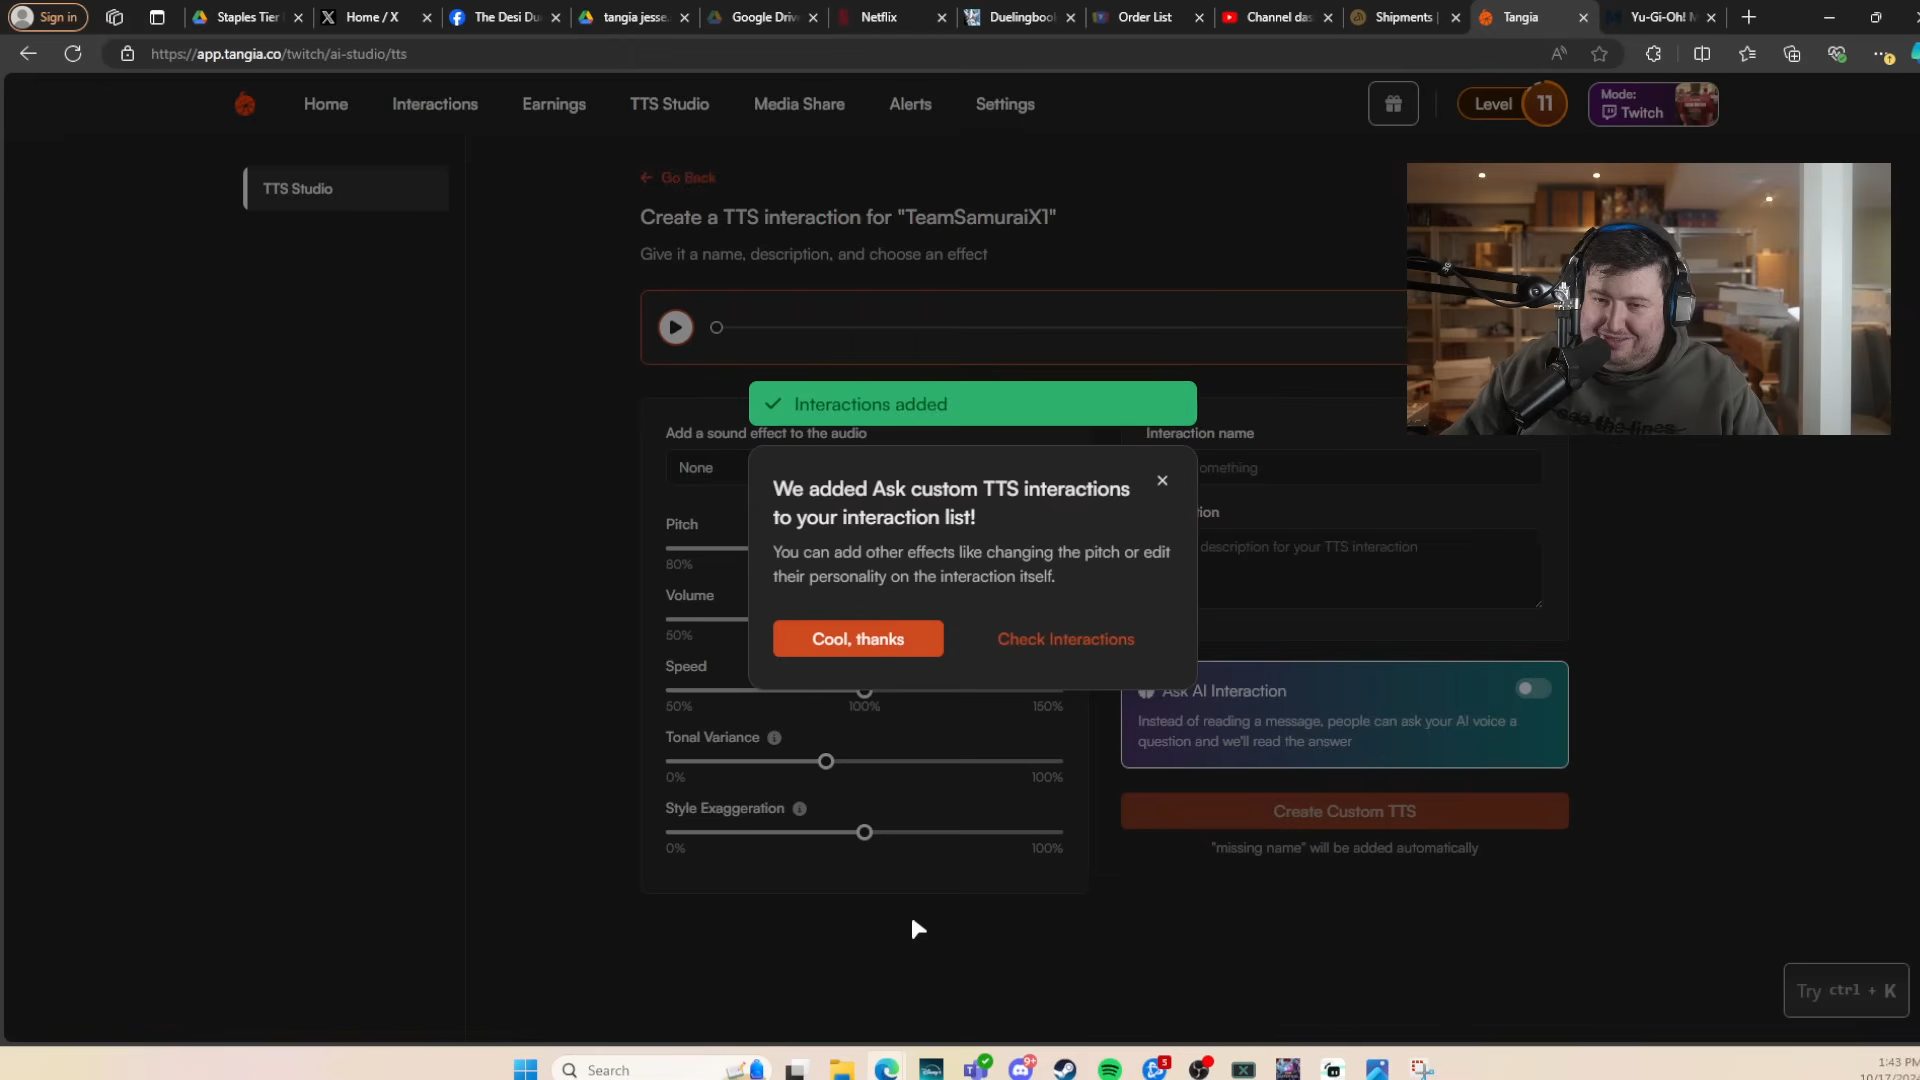 Sign in
Staples Tier
Home / X
The Desi Du
tangia jesse.
Google Driv
Netflix
Duelingboo
Order List
Channel das
Shipments
Tangia
Yu-Gi-Oh! M
https://app.tangia.co/twitch/ai-studio/tts
Home
Interactions
Earnings
TTS Studio
Media Share
Alerts
Settings
Level 11
Mode:
Twitch
TTS Studio
Go Back
Create a TTS interaction for "TeamSamuraiX1"
Give it a name, description, and choose an effect
Interactions added
Add a sound effect to the audio
Interaction name
None
omething
We added Ask custom TTS interactions
to your interaction list!
You can add other effects like changing the pitch or edit
their personality on the interaction itself.
Cool, thanks
Check Interactions
tion
description for your TTS interaction
Pitch
80%
Volume
50%
Speed
50%
100%
150%
Tonal Variance
0%
100%
Style Exaggeration
0%
100%
Ask AI Interaction
Instead of reading a message, people can ask your AI voice a
question and we'll read the answer
Create Custom TTS
"missing name" will be added automatically
Try ctrl + K
Search
9+
5
1:43 PM